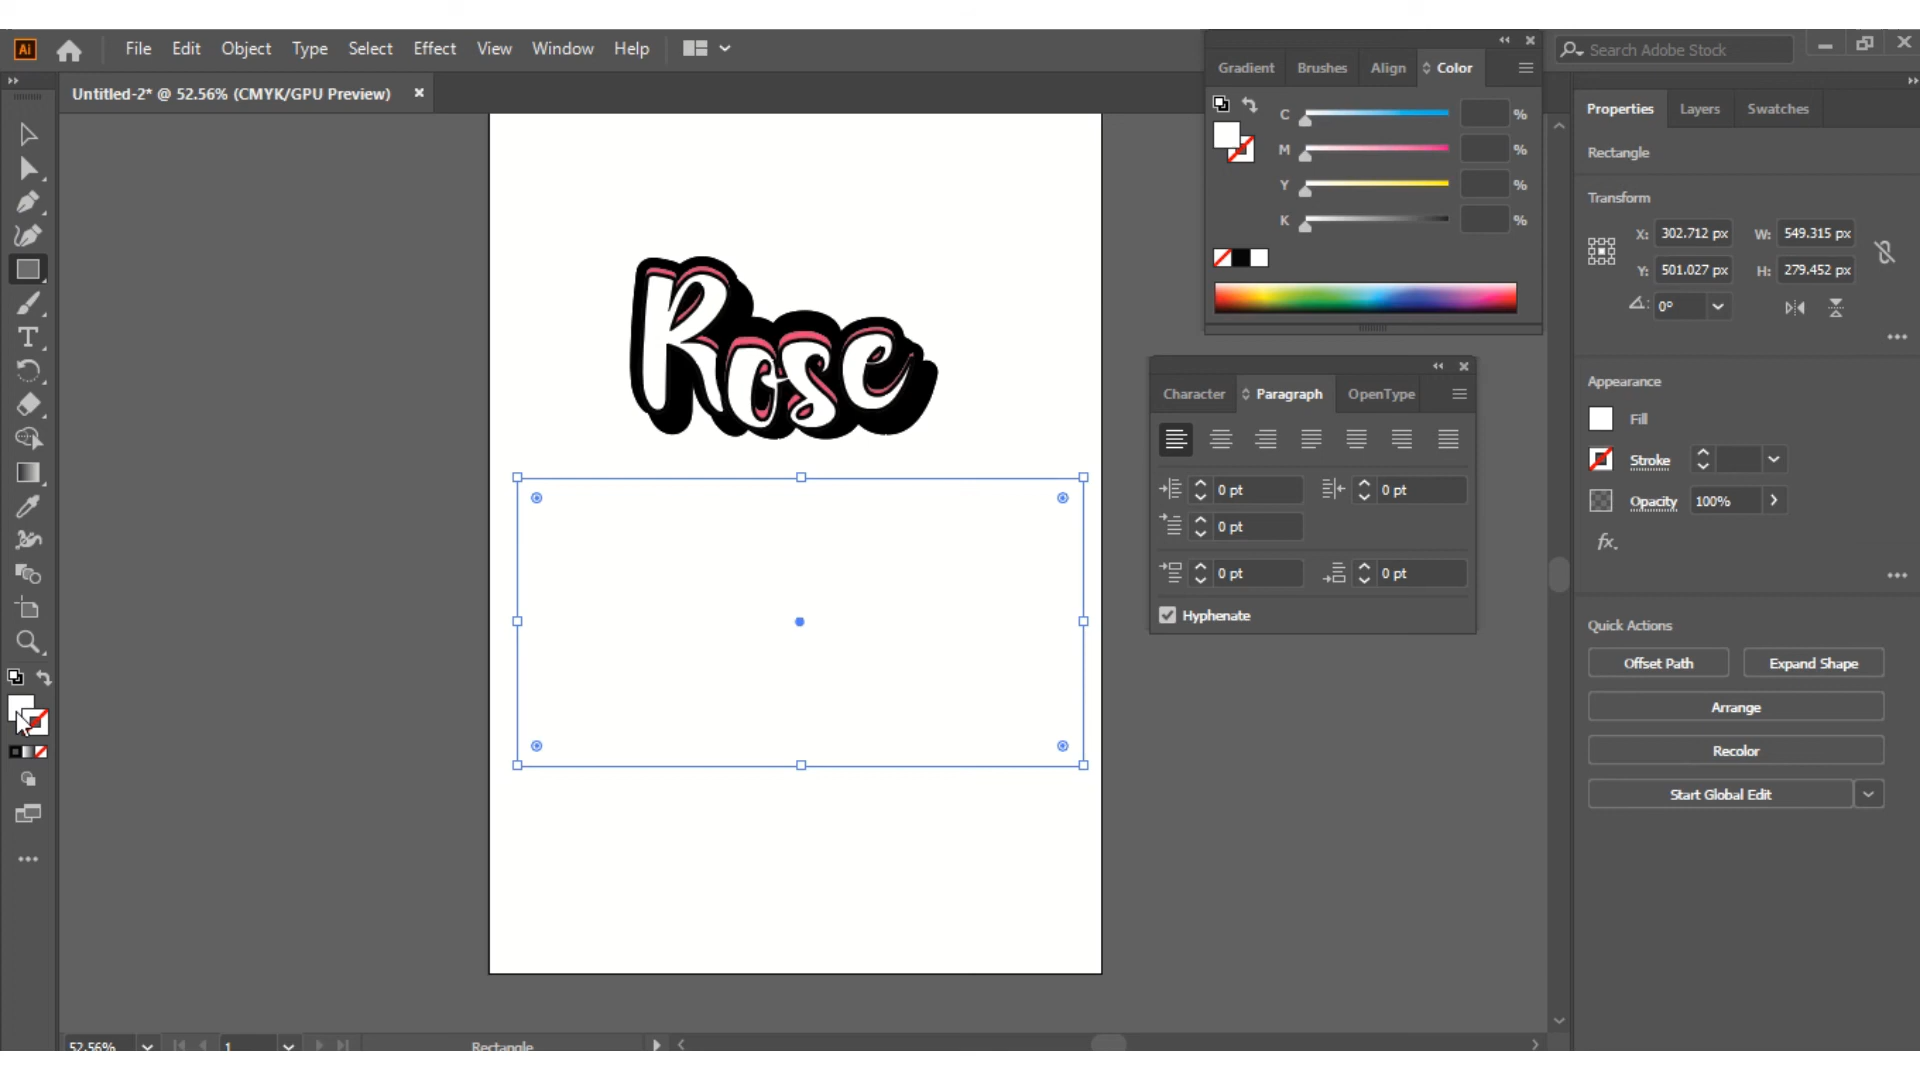 Ai File Edit Object Type Select Effect View Window Help
Search Adobe Stock
Untitled-2* @ 52.56% (CMYK/GPU Preview) ×
Gradient Brushes Align Color
C %
M %
Y %
K %
Rose
Character Paragraph OpenType
0 pt 0 pt
0 pt
0 pt 0 pt
Hyphenate
Properties Layers Swatches
Rectangle
Transform
X: 302.712 px W: 549.315 px
Y: 501.027 px H: 279.452 px
0°
Appearance
Fill
Stroke
Opacity 100%
fx.
Quick Actions
Offset Path Expand Shape
Arrange
Recolor
Start Global Edit
52.56% 1 Rectangle